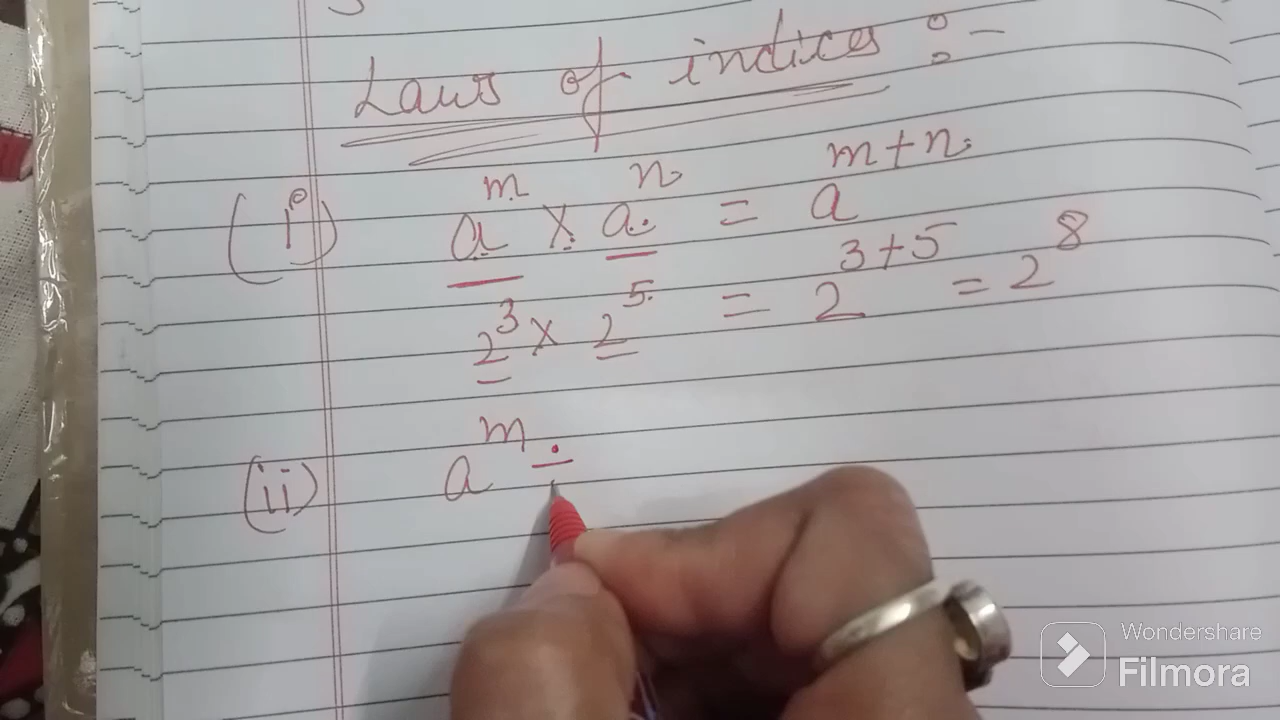 Laws of indices :-
(i) a^m × a^n = a^m+n
2^3 × 2^5 = 2^3+5 = 2^8
(ii) a^m ÷
Wondershare
Filmora